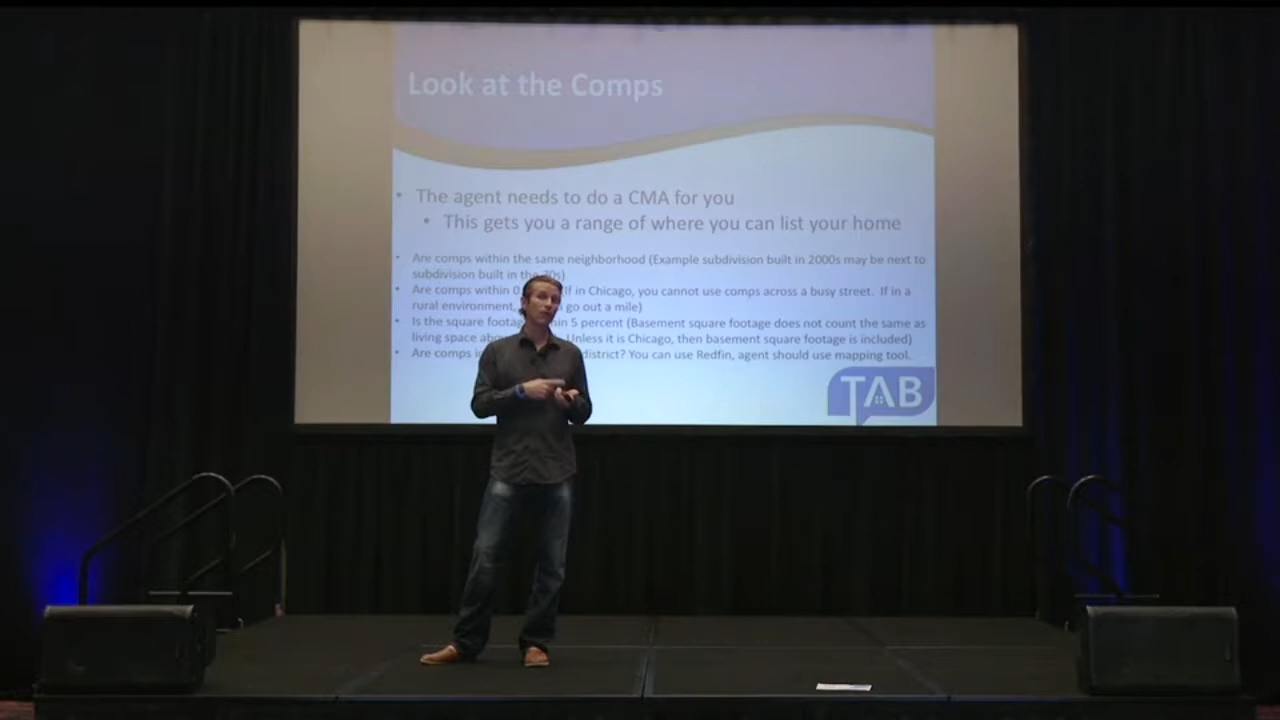 Look at the Comps
• The agent needs to do a CMA for you
• This gets you a range of where you can list your home
• Are comps within the same neighborhood (Example subdivision built in 2000s may be next to
subdivision built in the 70s)
• Are comps within 0 If in Chicago, you cannot use comps across a busy street. If in a
rural environment, go out a mile)
• Is the square footag 5 percent (Basement square footage does not count the same as
living space Unless it is Chicago, then basement square footage is included)
• Are comps district? You can use Redfin, agent should use mapping tool.
TAB